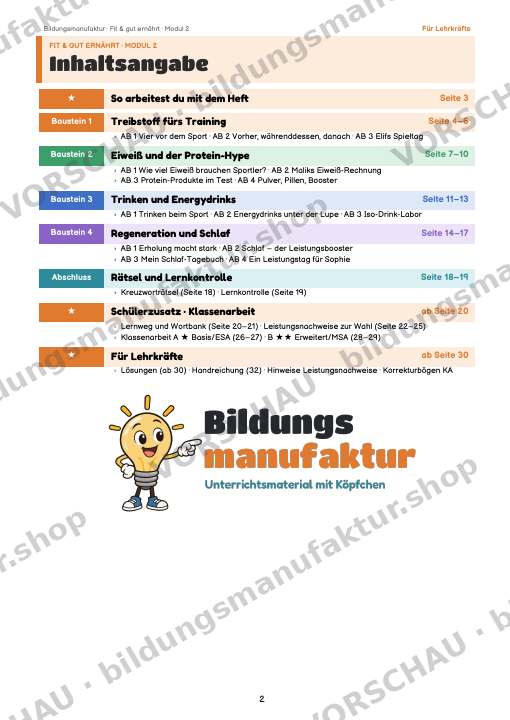 Bildungsmanufaktur · Fit & gut ernährt · Modul 2
Für Lehrkräfte
FIT & GUT ERNÄHRT · MODUL 2
Inhaltsangabe
★ So arbeitest du mit dem Heft Seite 3
Baustein 1 Treibstoff fürs Training Seite 4–6
› AB 1 Vier vor dem Sport · AB 2 Vorher, währenddessen, danach · AB 3 Elifs Spieltag
Baustein 2 Eiweiß und der Protein-Hype Seite 7–10
› AB 1 Wie viel Eiweiß brauchen Sportler? · AB 2 Maliks Eiweiß-Rechnung
› AB 3 Protein-Produkte im Test · AB 4 Pulver, Pillen, Booster
Baustein 3 Trinken und Energydrinks Seite 11–13
› AB 1 Trinken beim Sport · AB 2 Energydrinks unter der Lupe · AB 3 Iso-Drink-Labor
Baustein 4 Regeneration und Schlaf Seite 14–17
› AB 1 Erholung macht stark · AB 2 Schlaf – der Leistungsbooster
› AB 3 Mein Schlaf-Tagebuch · AB 4 Ein Leistungstag für Sophie
Abschluss Rätsel und Lernkontrolle Seite 18–19
› Kreuzworträtsel (Seite 18) · Lernkontrolle (Seite 19)
★ Schülerzusatz · Klassenarbeit ab Seite 20
› Lernweg und Wortbank (Seite 20–21) · Leistungsnachweise zur Wahl (Seite 22–25)
› Klassenarbeit A ★ Basis/ESA (26–27) · B ★★ Erweitert/MSA (28–29)
★ Für Lehrkräfte ab Seite 30
› Lösungen (ab 30) · Handreichung (32) · Hinweise Leistungsnachweise · Korrekturbögen KA
Bildungs
manufaktur
Unterrichtsmaterial mit Köpfchen
2
VORSCHAU · bildungsmanufaktur.shop